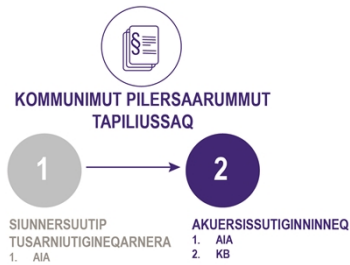 §
KOMMUNIMUT PILERSAARUMMUT
TAPILIUSSAQ
1
2
SIUNNERSUUTIP
TUSARNIUTIGINEQARNERA
1. AIA
AKUERSISSUTIGINNINNEQ
1. AIA
2. KB